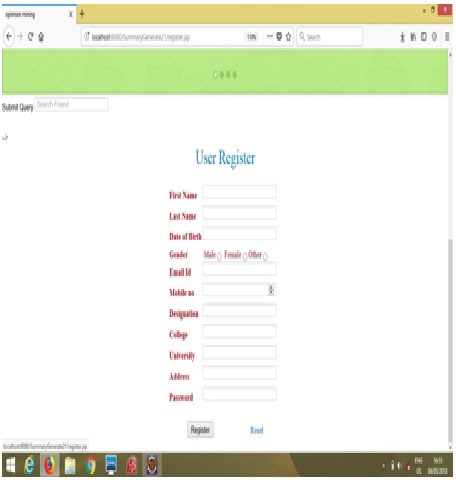 opinion mining
localhost:8080/SummaryGenerate21/register.jsp
110%
Search
Submit Query Search Friend
-->
User Register
First Name
Last Name
Date of Birth
Gender Male Female Other
Email Id
Mobile no
Designation
College
University
Address
Password
Register Reset
localhost:8080/SummaryGenerate21/register.jsp
ENG 16:35
US 04/05/2018